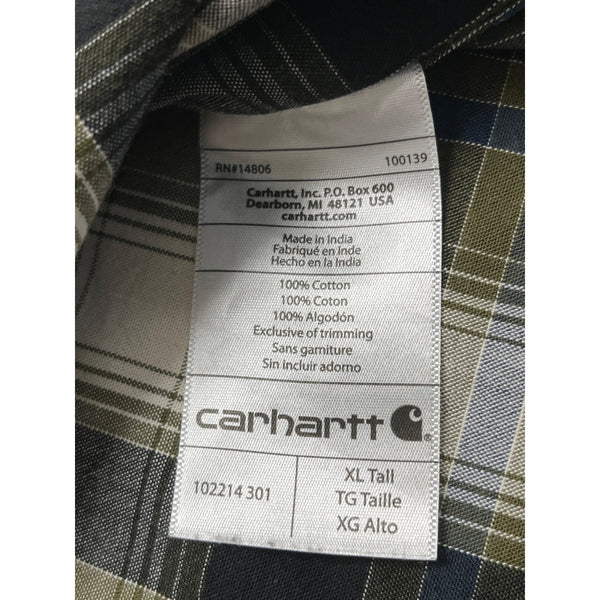 RN#14806 100139
Carhartt, Inc. P.O. Box 600
Dearborn, MI 48121 USA
carhartt.com
Made in India
Fabriqué en Inde
Hecho en la India
100% Cotton
100% Coton
100% Algodón
Exclusive of trimming
Sans garniture
Sin incluir adorno
carhartt
102214 301
XL Tall
TG Taille
XG Alto